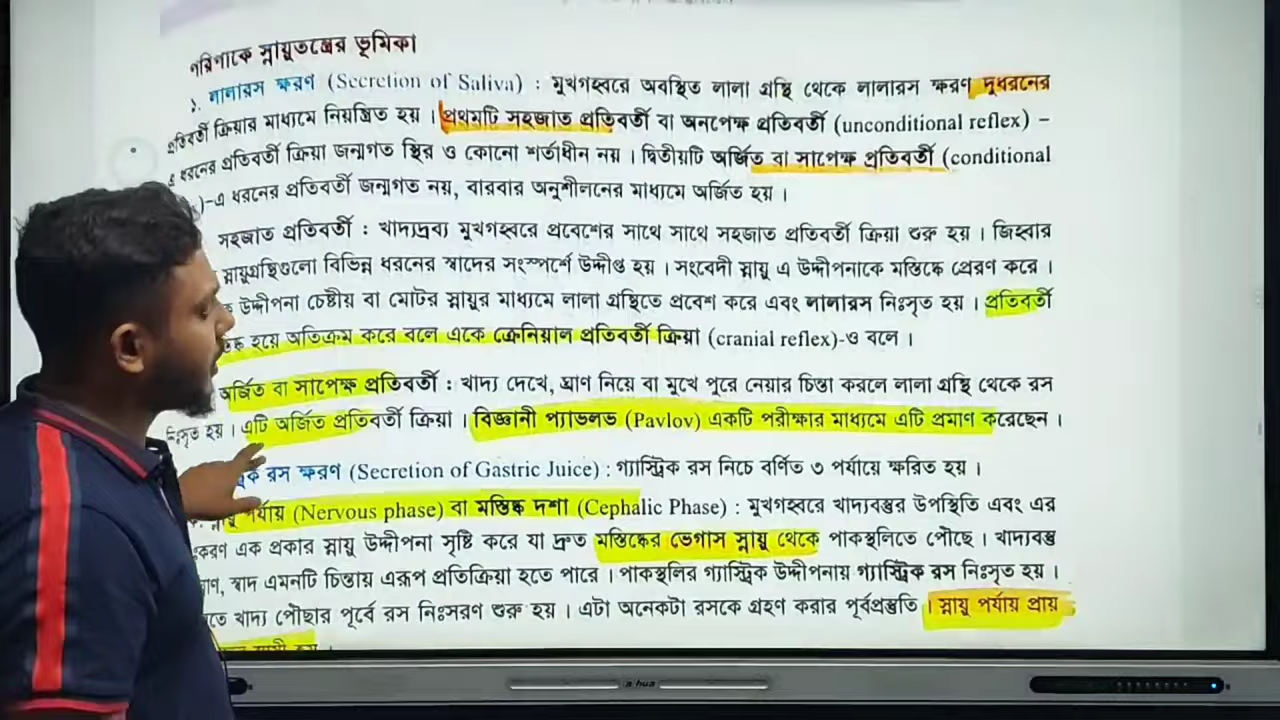 পরিপাকে স্নায়ুতন্ত্রের ভূমিকা
১. লালারস ক্ষরণ (Secretion of Saliva) : মুখগহ্বরে অবস্থিত লালা গ্রন্থি থেকে লালারস ক্ষরণ দুধরনের
প্রতিবর্তী ক্রিয়ার মাধ্যমে নিয়ন্ত্রিত হয় । প্রথমটি সহজাত প্রতিবর্তী বা অনপেক্ষ প্রতিবর্তী (unconditional reflex) –
ধরনের প্রতিবর্তী ক্রিয়া জন্মগত স্থির ও কোনো শর্তাধীন নয় । দ্বিতীয়টি অর্জিত বা সাপেক্ষ প্রতিবর্তী (conditional
)-এ ধরনের প্রতিবর্তী জন্মগত নয়, বারবার অনুশীলনের মাধ্যমে অর্জিত হয় ।
সহজাত প্রতিবর্তী : খাদ্যদ্রব্য মুখগহ্বরে প্রবেশের সাথে সাথে সহজাত প্রতিবর্তী ক্রিয়া শুরু হয় । জিহ্বার
স্নায়ুগ্রন্থিগুলো বিভিন্ন ধরনের স্বাদের সংস্পর্শে উদ্দীপ্ত হয় । সংবেদী স্নায়ু এ উদ্দীপনাকে মস্তিষ্কে প্রেরণ করে ।
উদ্দীপনা চেষ্টীয় বা মোটর স্নায়ুর মাধ্যমে লালা গ্রন্থিতে প্রবেশ করে এবং লালারস নিঃসৃত হয় । প্রতিবর্তী
হয়ে অতিক্রম করে বলে একে ক্রেনিয়াল প্রতিবর্তী ক্রিয়া (cranial reflex)-ও বলে ।
অর্জিত বা সাপেক্ষ প্রতিবর্তী : খাদ্য দেখে, ঘ্রাণ নিয়ে বা মুখে পুরে নেয়ার চিন্তা করলে লালা গ্রন্থি থেকে রস
নিঃসৃত হয় । এটি অর্জিত প্রতিবর্তী ক্রিয়া । বিজ্ঞানী প্যাভলভ (Pavlov) একটি পরীক্ষার মাধ্যমে এটি প্রমাণ করেছেন ।
রস ক্ষরণ (Secretion of Gastric Juice) : গ্যাস্ট্রিক রস নিচে বর্ণিত ৩ পর্যায়ে ক্ষরিত হয় ।
স্নায়ু পর্যায় (Nervous phase) বা মস্তিষ্ক দশা (Cephalic Phase) : মুখগহ্বরে খাদ্যবস্তুর উপস্থিতি এবং এর
এক প্রকার স্নায়ু উদ্দীপনা সৃষ্টি করে যা দ্রুত মস্তিষ্কের ভেগাস স্নায়ু থেকে পাকস্থলিতে পৌছে । খাদ্যবস্তু
স্বাদ এমনটি চিন্তায় এরূপ প্রতিক্রিয়া হতে পারে । পাকস্থলির গ্যাস্ট্রিক উদ্দীপনায় গ্যাস্ট্রিক রস নিঃসৃত হয় ।
খাদ্য পৌছার পূর্বে রস নিঃসরণ শুরু হয় । এটা অনেকটা রসকে গ্রহণ করার পূর্বপ্রস্তুতি । স্নায়ু পর্যায় প্রায়
alhua